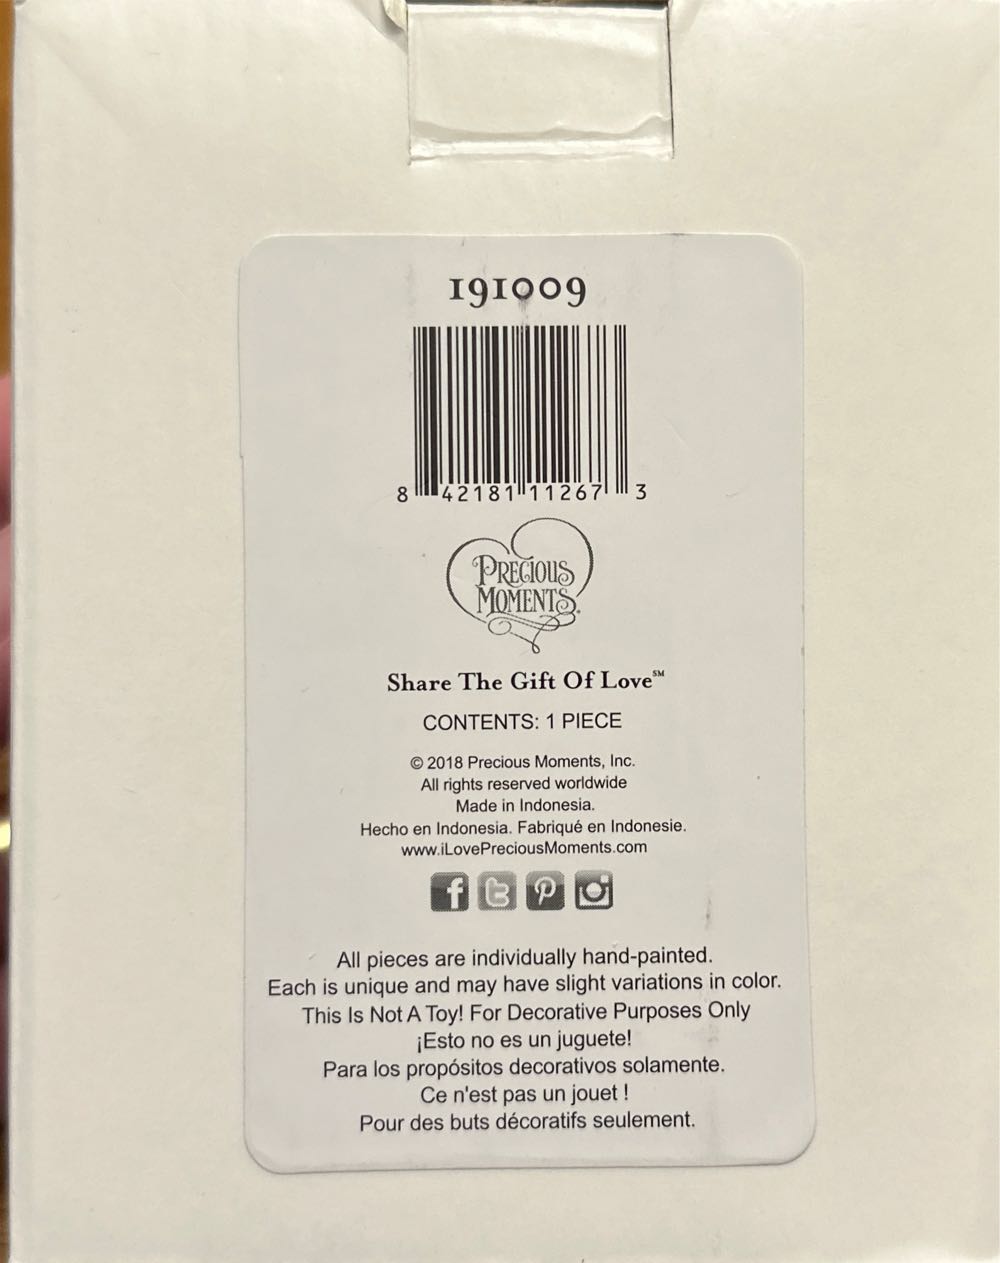 191009
8 42181 11267 3
PRECIOUS
MOMENTS®
Share The Gift Of Love℠
CONTENTS: 1 PIECE
© 2018 Precious Moments, Inc.
All rights reserved worldwide
Made in Indonesia.
Hecho en Indonesia. Fabriqué en Indonesie.
www.iLovePreciousMoments.com
All pieces are individually hand-painted.
Each is unique and may have slight variations in color.
This Is Not A Toy! For Decorative Purposes Only
¡Esto no es un juguete!
Para los propósitos decorativos solamente.
Ce n'est pas un jouet !
Pour des buts décoratifs seulement.